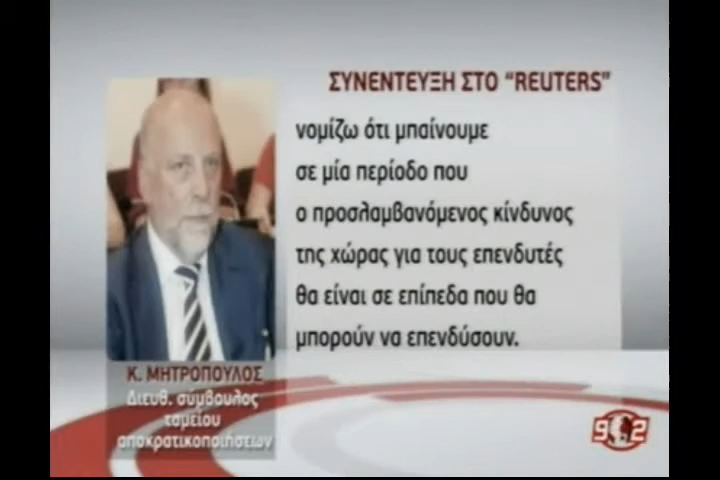 ΣΥΝΕΝΤΕΥΞΗ ΣΤΟ "REUTERS"
νομίζω ότι μπαίνουμε
σε μία περίοδο που
ο προσλαμβανόμενος κίνδυνος
της χώρας για τους επενδυτές
θα είναι σε επίπεδα που θα
μπορούν να επενδύσουν.
Κ. ΜΗΤΡΟΠΟΥΛΟΣ
Διευθ. σύμβουλος
ταμείου
αποκρατικοποιήσεων
902